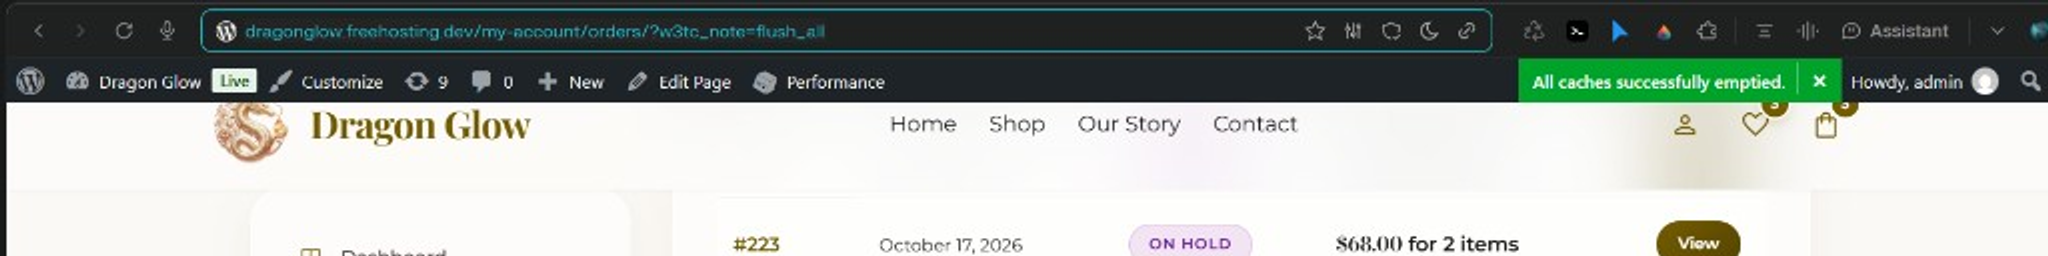 dragonglow.freehosting.dev/my-account/orders/?w3tc_note=flush_all
Assistant
Dragon Glow Live Customize 9 0 New Edit Page Performance All caches successfully emptied. × Howdy, admin
Dragon Glow Home Shop Our Story Contact
Dashboard
#223 October 17, 2026 ON HOLD $68.00 for 2 items View